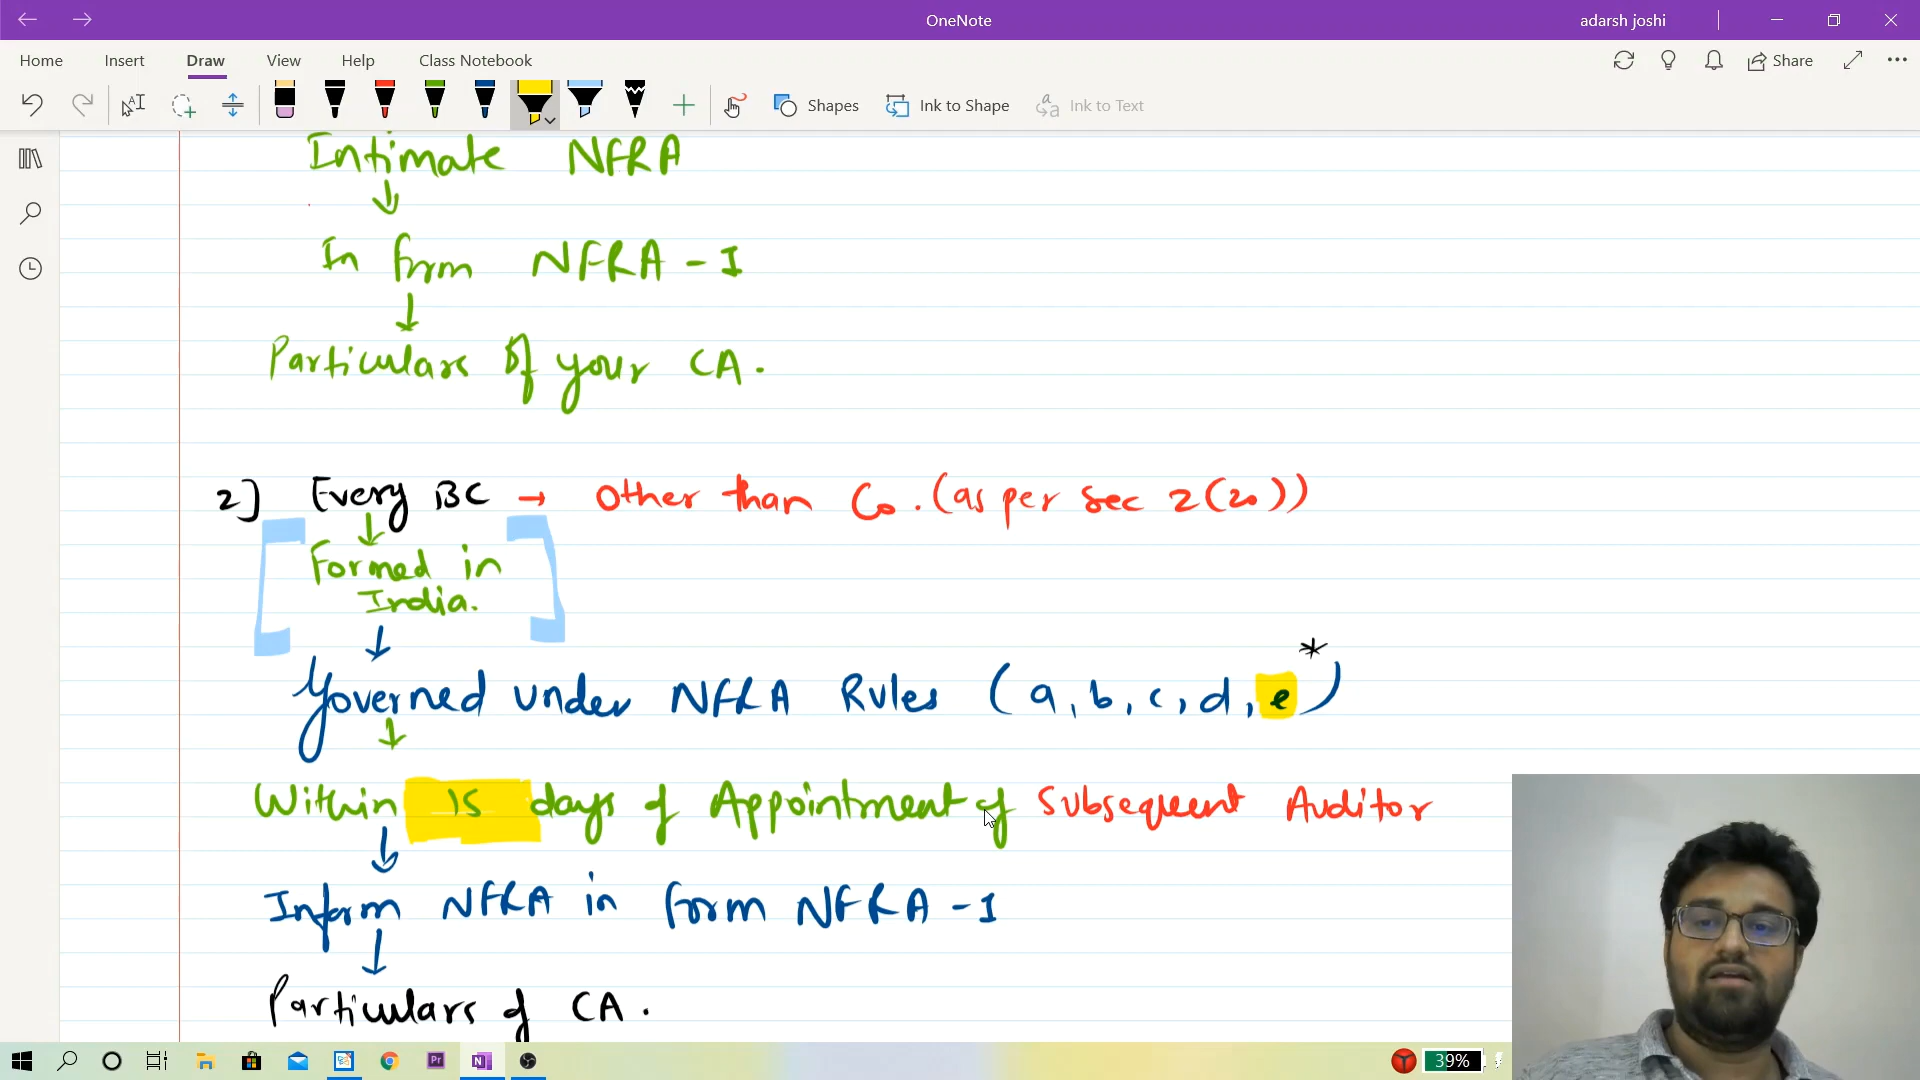 OneNote
adarsh joshi
Home Insert Draw View Help Class Notebook
Share
Shapes Ink to Shape Ink to Text
Intimate NFRA
In form NFRA - I
Particulars of your CA.
2] Every BC → Other than Co. (as per sec 2(20))
Formed in
India.
Governed under NFRA Rules (a, b, c, d, e*)
Within 15 days of Appointment of Subsequent Auditor
Inform NFRA in form NFRA - I
Particulars of CA.
39%